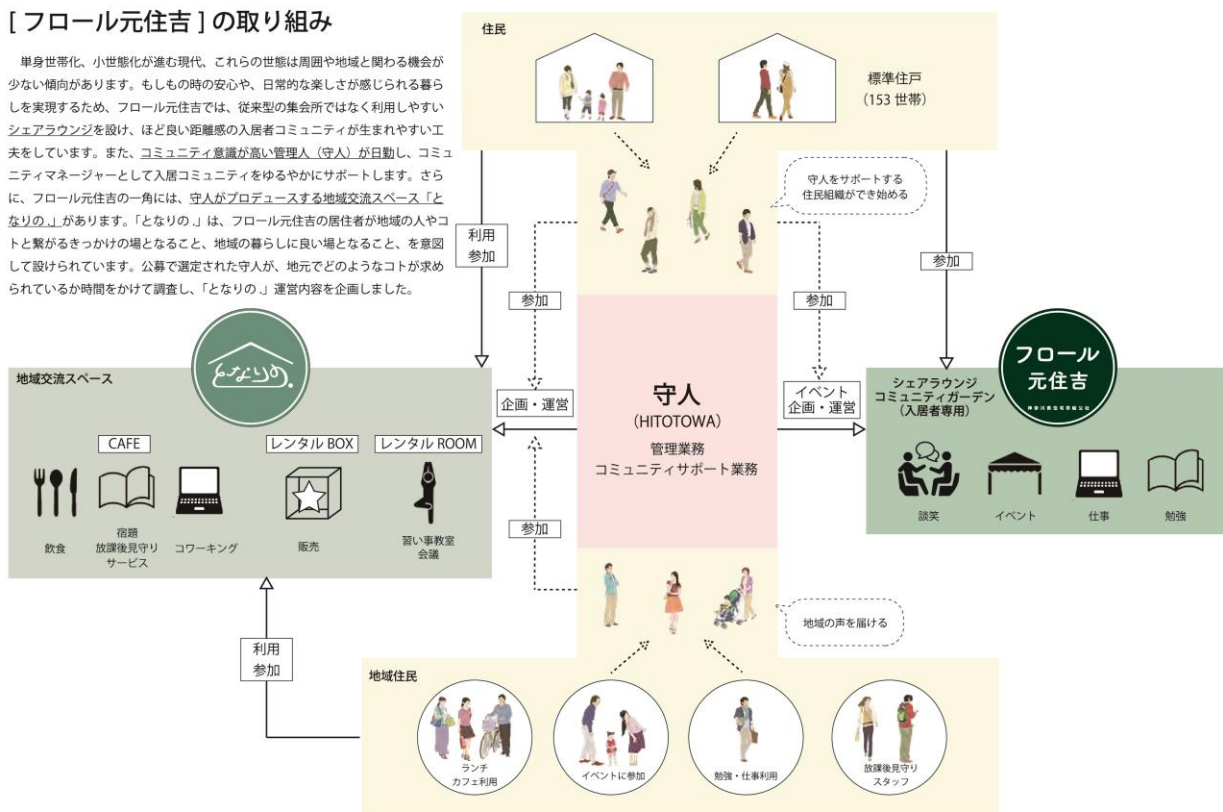 [ フロール元住吉 ] の取り組み
単身世帯化、小世態化が進む現代、これらの世態は周囲や地域と関わる機会が
少ない傾向があります。もしもの時の安心や、日常的な楽しさが感じられる暮ら
しを実現するため、フロール元住吉では、従来型の集会所ではなく利用しやすい
シェアラウンジを設け、ほど良い距離感の入居者コミュニティが生まれやすい工
夫をしています。また、コミュニティ意識が高い管理人（守人）が日勤し、コミュ
ニティマネージャーとして入居コミュニティをゆるやかにサポートします。さら
に、フロール元住吉の一角には、守人がプロデュースする地域交流スペース「と
なりの.」があります。「となりの.」は、フロール元住吉の居住者が地域の人やコ
トと繋がるきっかけの場となること、地域の暮らしに良い場となること、を意図
して設けられています。公募で選定された守人が、地元でどのようなコトが求め
られているか時間をかけて調査し、「となりの.」運営内容を企画しました。
住民
標準住戸
（153 世帯）
守人をサポートする
住民組織ができ始める
利用
参加
参加
参加
参加
となりの.
フロール
元住吉
神奈川県住宅供給公社
地域交流スペース
企画・運営
守人
(HITOTOWA)
管理業務
コミュニティサポート業務
イベント
企画・運営
シェアラウンジ
コミュニティガーデン
（入居者専用）
CAFE
レンタル BOX
レンタル ROOM
飲食
宿題
放課後見守り
サービス
コワーキング
販売
習い事教室
会議
談笑
イベント
仕事
勉強
参加
地域の声を届ける
利用
参加
地域住民
ランチ
カフェ利用
イベントに参加
勉強・仕事利用
放課後見守り
スタッフ